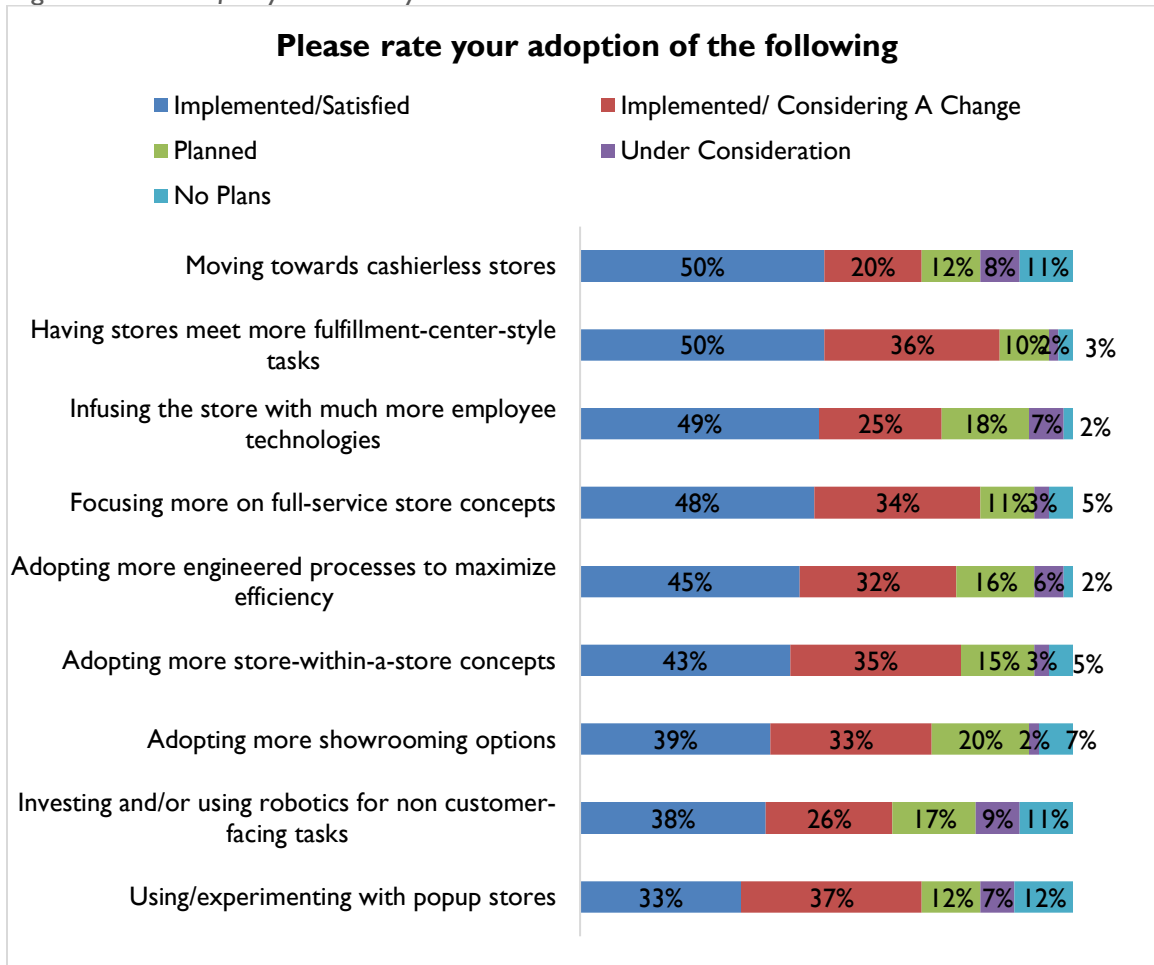 Please rate your adoption of the following
Implemented/Satisfied
Implemented/ Considering A Change
Planned
Under Consideration
No Plans
Moving towards cashierless stores
50% 20% 12% 8% 11%
Having stores meet more fulfillment-center-style
tasks
50% 36% 10% 2% 3%
Infusing the store with much more employee
technologies
49% 25% 18% 7% 2%
Focusing more on full-service store concepts
48% 34% 11% 3% 5%
Adopting more engineered processes to maximize
efficiency
45% 32% 16% 6% 2%
Adopting more store-within-a-store concepts
43% 35% 15% 3% 5%
Adopting more showrooming options
39% 33% 20% 2% 7%
Investing and/or using robotics for non customer-
facing tasks
38% 26% 17% 9% 11%
Using/experimenting with popup stores
33% 37% 12% 7% 12%